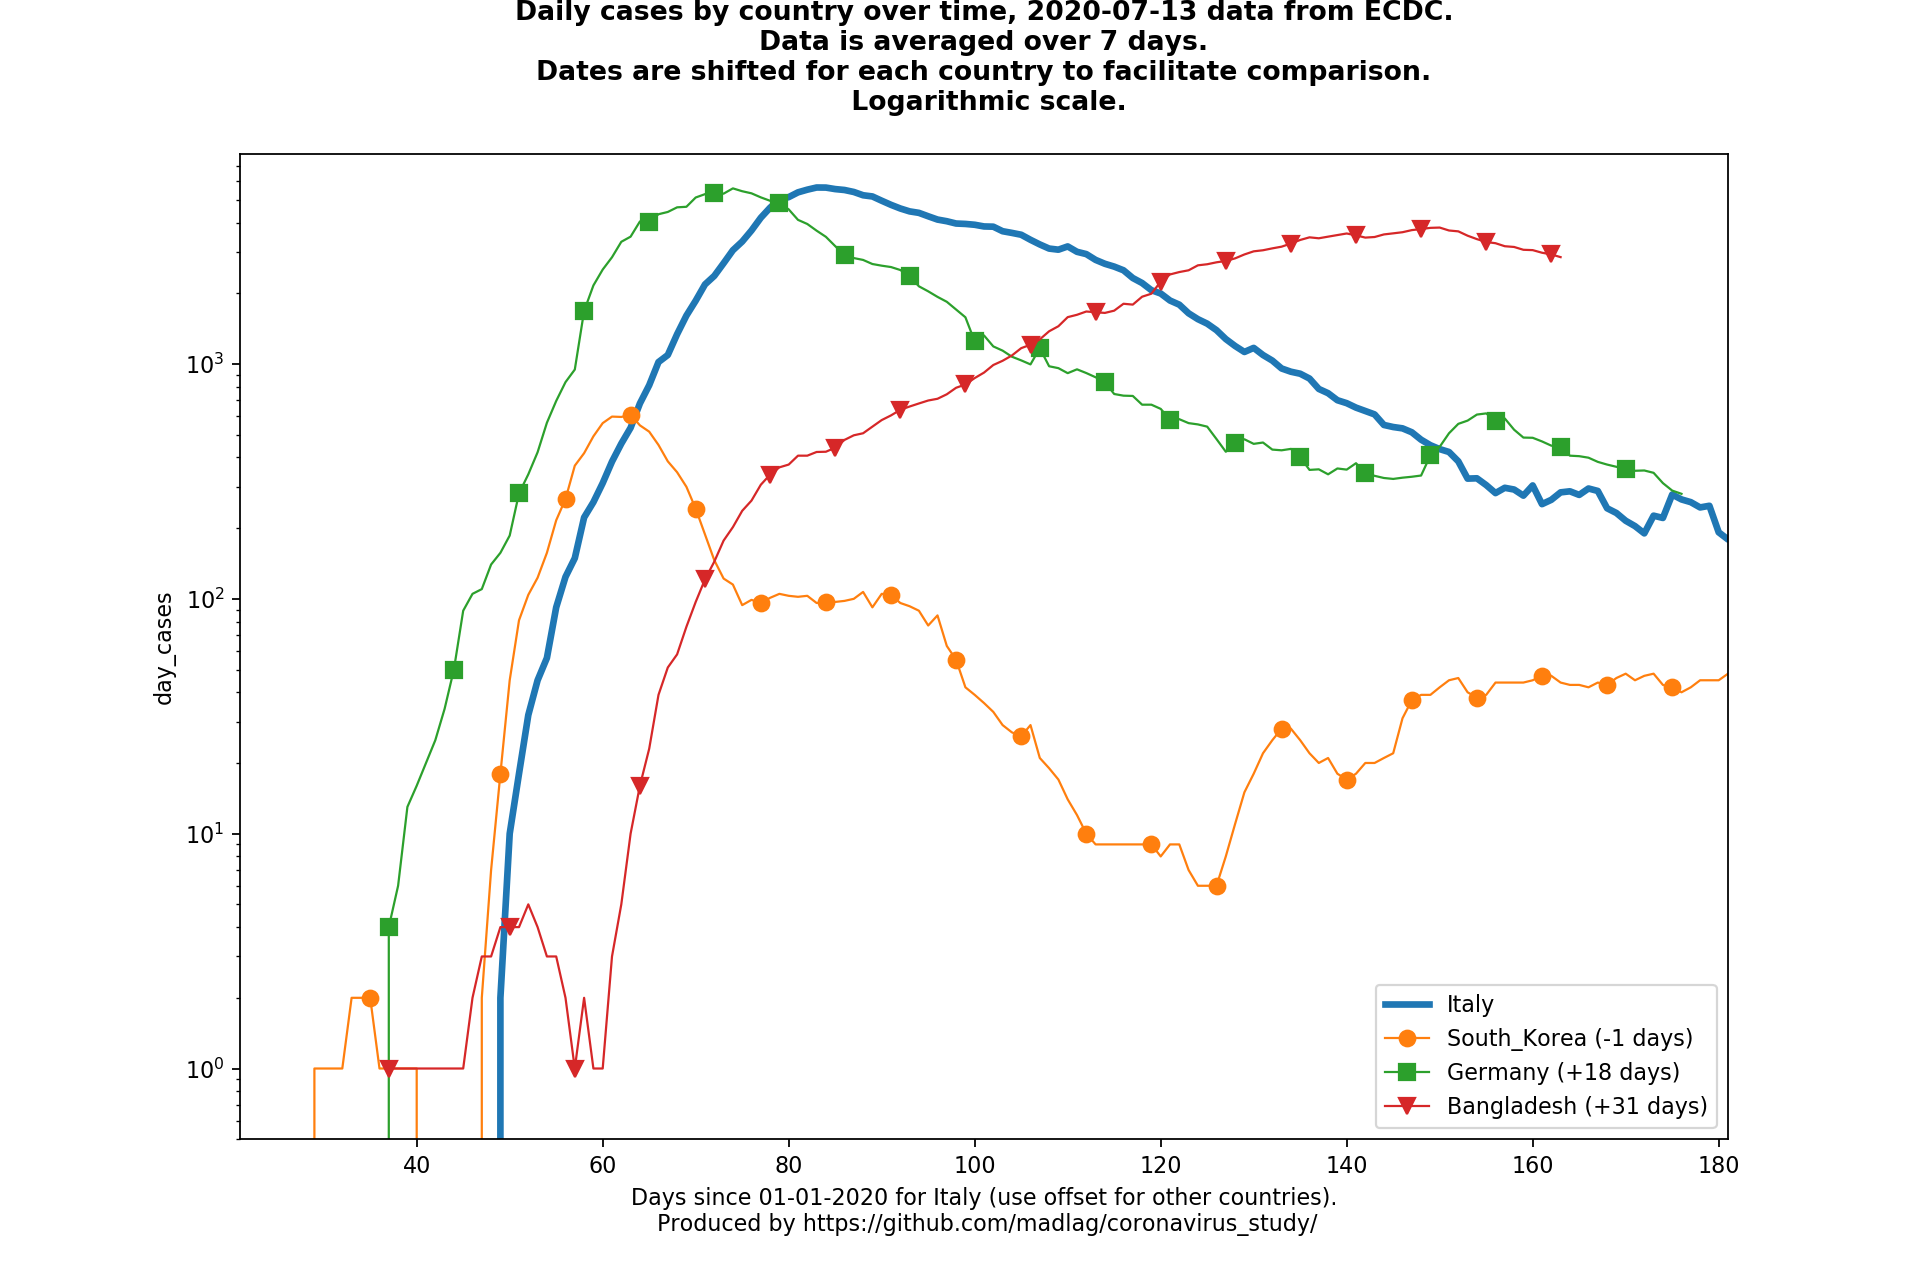 Daily cases by country over time, 2020-07-13 data from ECDC.
Data is averaged over 7 days.
Dates are shifted for each country to facilitate comparison.
Logarithmic scale.
10³
10²
10¹
10⁰
day_cases
40 60 80 100 120 140 160 180
Italy
South_Korea (-1 days)
Germany (+18 days)
Bangladesh (+31 days)
Days since 01-01-2020 for Italy (use offset for other countries).
Produced by https://github.com/madlag/coronavirus_study/